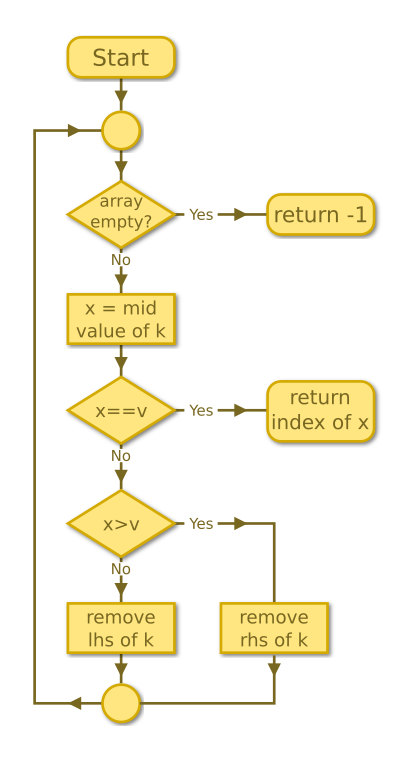 Start
array
empty?
Yes
return -1
No
x = mid
value of k
x==v
Yes
return
index of x
No
x>v
Yes
No
remove
lhs of k
remove
rhs of k